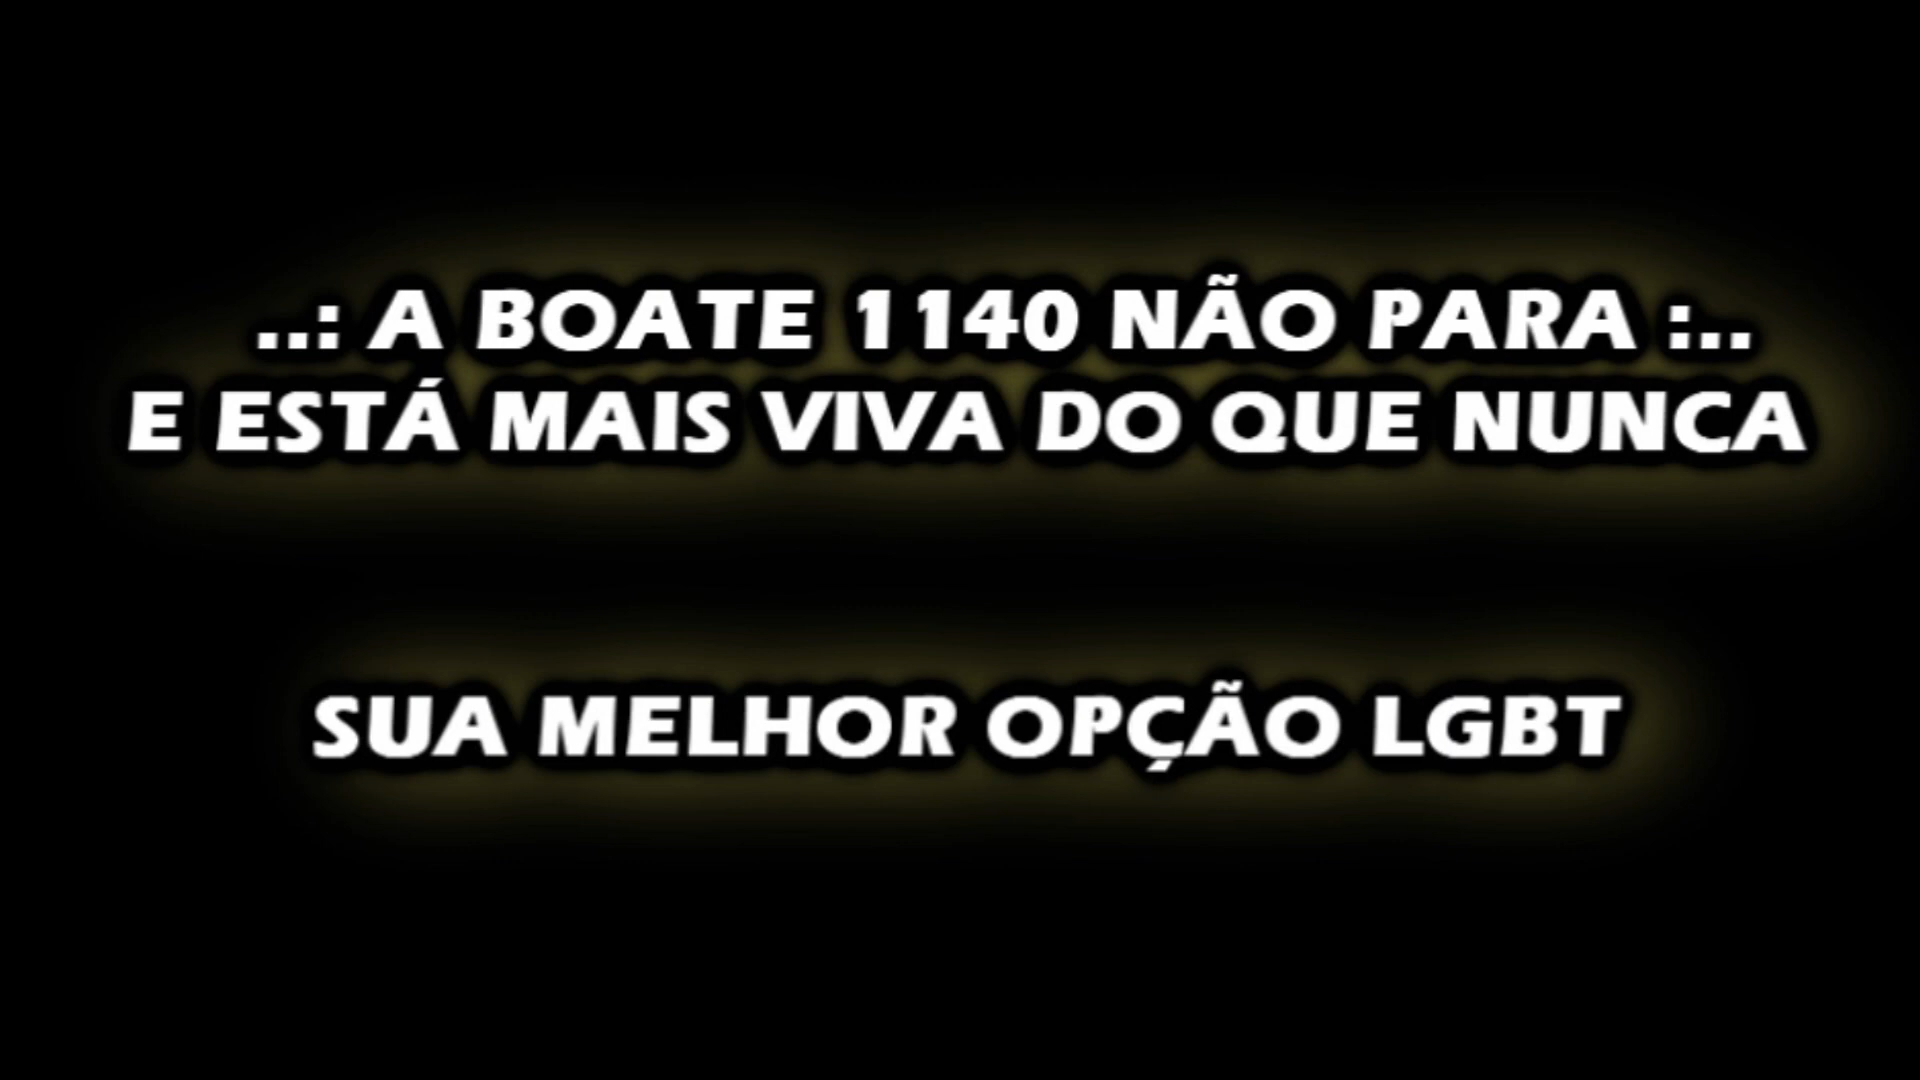 ..: A BOATE 1140 NÃO PARA :..
E ESTÁ MAIS VIVA DO QUE NUNCA
SUA MELHOR OPÇÃO LGBT